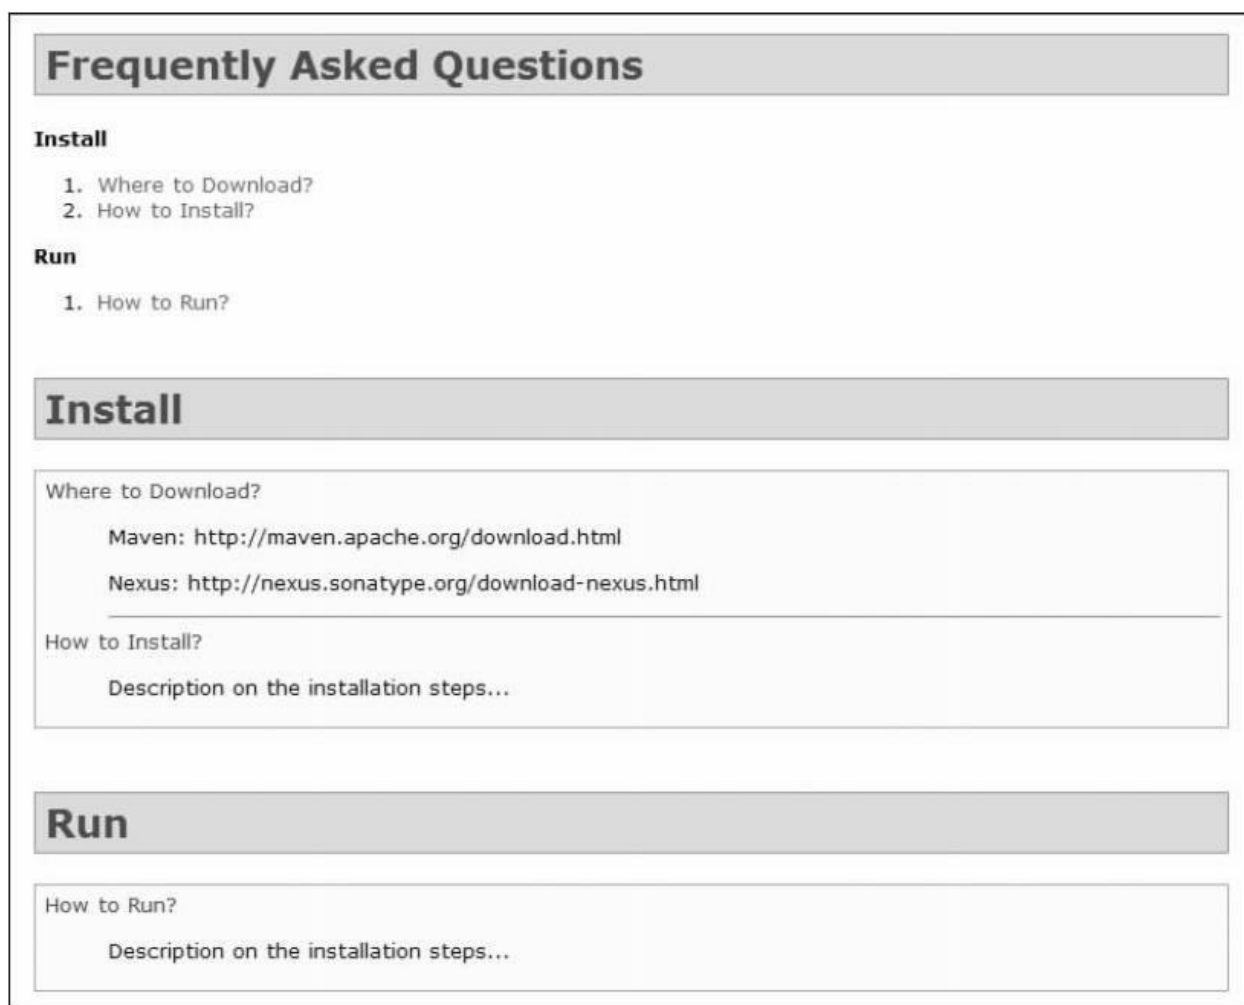 Frequently Asked Questions
Install
1. Where to Download?
2. How to Install?
Run
1. How to Run?
Install
Where to Download?
Maven: http://maven.apache.org/download.html
Nexus: http://nexus.sonatype.org/download-nexus.html
How to Install?
Description on the installation steps...
Run
How to Run?
Description on the installation steps...